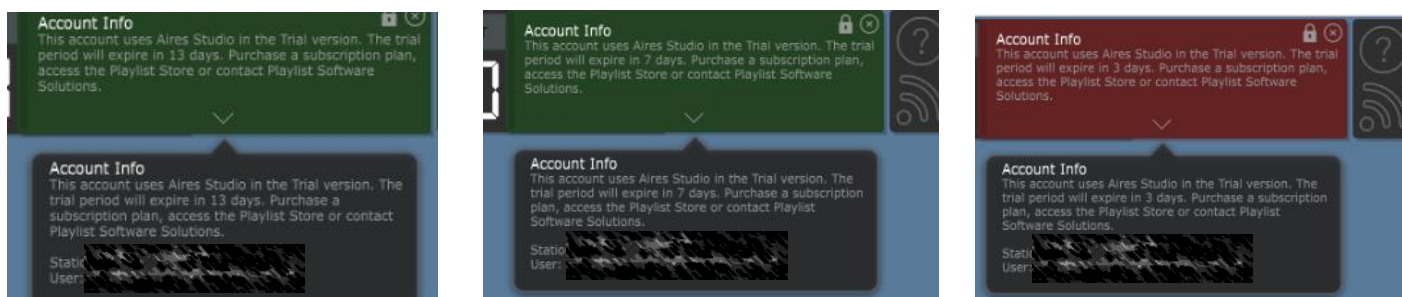 Account Info
This account uses Aires Studio in the Trial version. The trial
period will expire in 13 days. Purchase a subscription plan,
access the Playlist Store or contact Playlist Software
Solutions.
Account Info
This account uses Aires Studio in the Trial version. The
trial period will expire in 13 days. Purchase a
subscription plan, access the Playlist Store or contact
Playlist Software Solutions.
User:
Account Info
This account uses Aires Studio in the Trial version. The trial
period will expire in 7 days. Purchase a subscription plan,
access the Playlist Store or contact Playlist Software
Solutions.
?
Account Info
This account uses Aires Studio in the Trial version. The
trial period will expire in 7 days. Purchase a subscription
plan, access the Playlist Store or contact Playlist
Software Solutions.
User:
Account Info
This account uses Aires Studio in the Trial version. The trial
period will expire in 3 days. Purchase a subscription plan,
access the Playlist Store or contact Playlist Software
Solutions.
?
Account Info
This account uses Aires Studio in the Trial version. The
trial period will expire in 3 days. Purchase a subscription
plan, access the Playlist Store or contact Playlist
Software Solutions.
User: